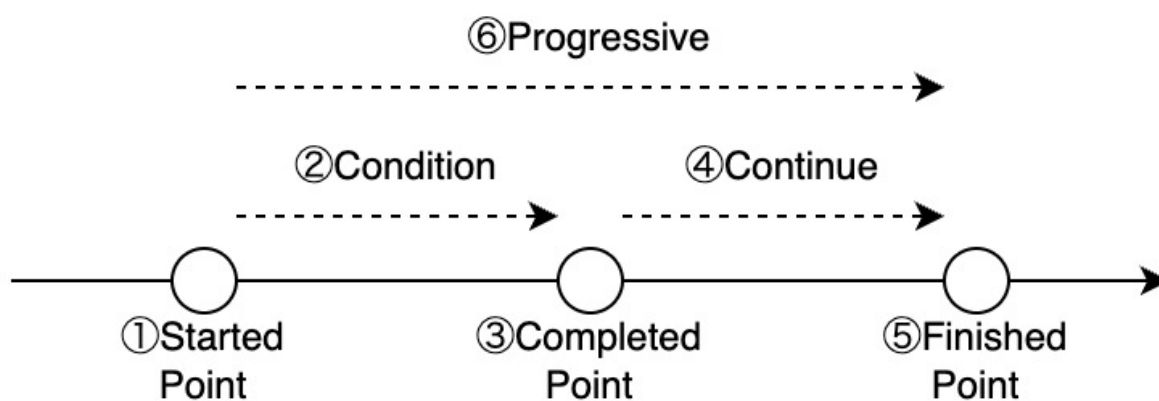 ⑥Progressive
②Condition
④Continue
①Started
Point
③Completed
Point
⑤Finished
Point